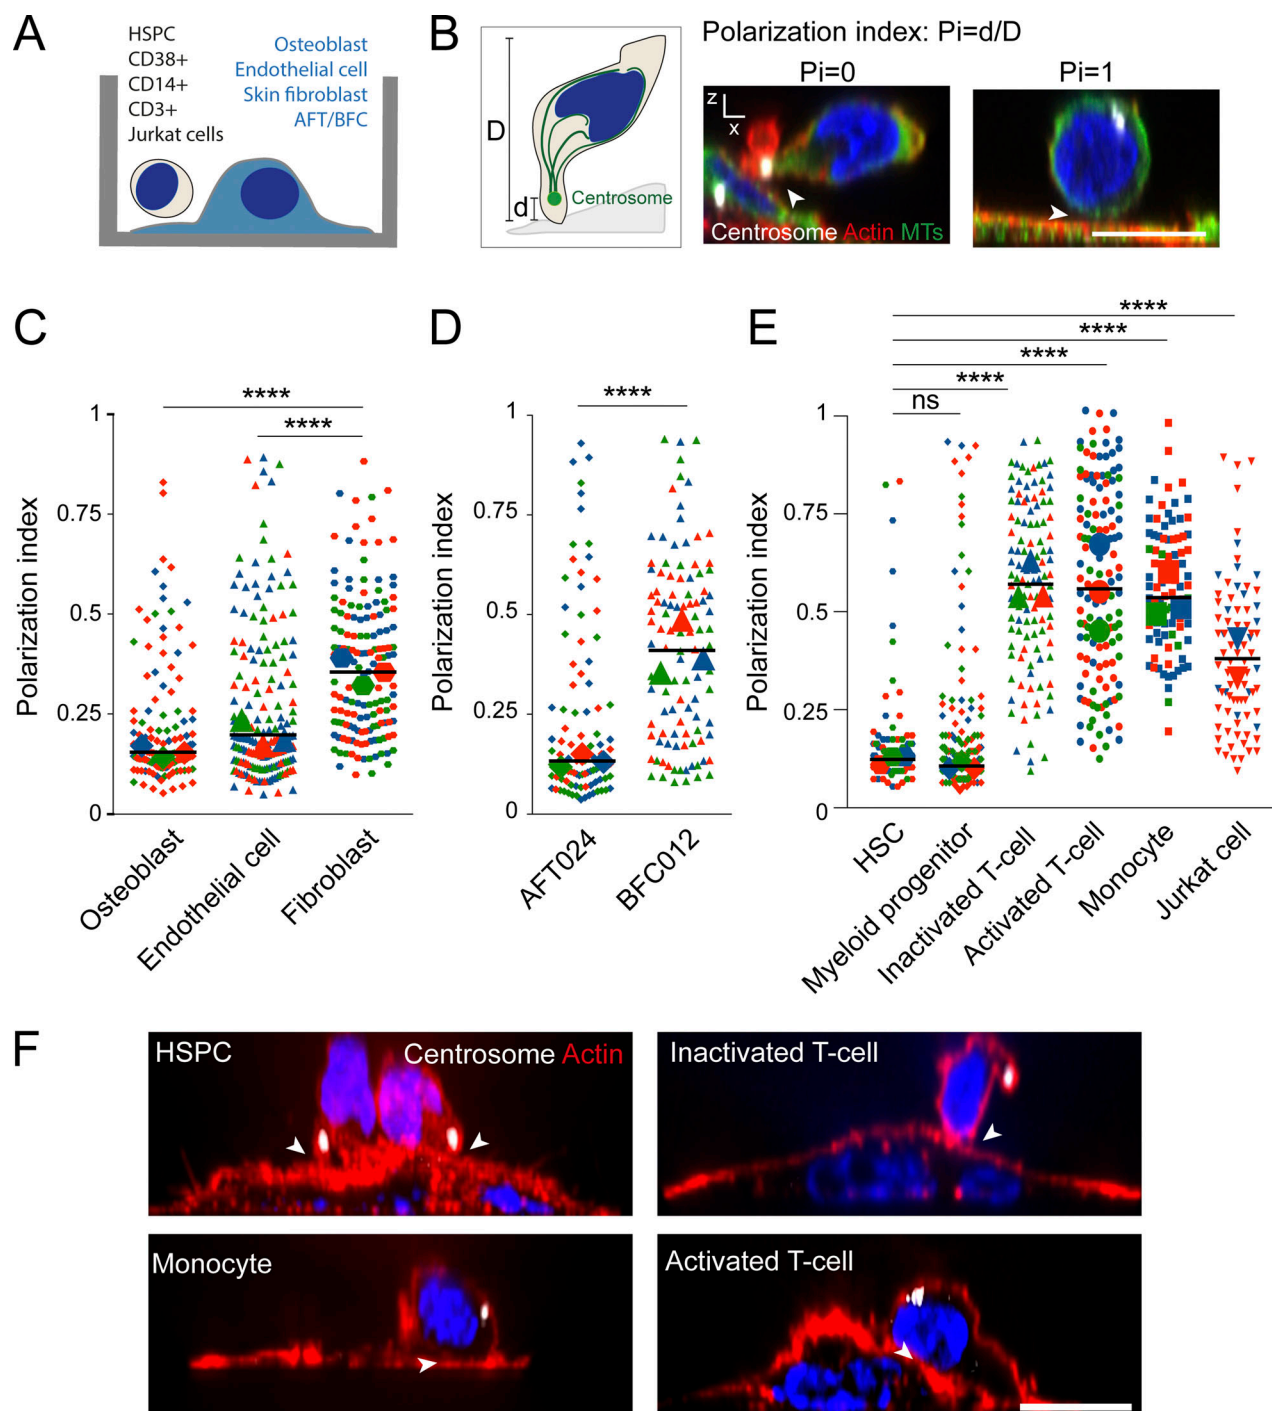 A
HSPC
CD38+
CD14+
CD3+
Jurkat cells
Osteoblast
Endothelial cell
Skin fibroblast
AFT/BFC
B
D
d
Centrosome
Polarization index: Pi=d/D
Pi=0
Pi=1
z
x
Centrosome Actin MTs
C
****
****
Polarization index
1
0.75
0.5
0.25
0
Osteoblast
Endothelial cell
Fibroblast
D
****
Polarization index
1
0.75
0.5
0.25
0
AFT024
BFC012
E
****
****
****
****
ns
Polarization index
1
0.75
0.5
0.25
0
HSC
Myeloid progenitor
Inactivated T-cell
Activated T-cell
Monocyte
Jurkat cell
F
HSPC
Centrosome Actin
Inactivated T-cell
Monocyte
Activated T-cell